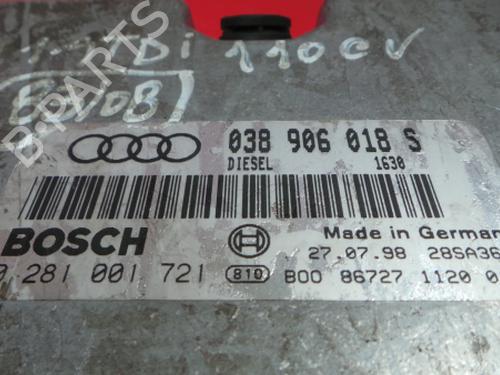 TDi 110CV
038 906 018 S
DIESEL 1630
BOSCH
Made in German
0 281 001 721
810
27.07.98 28SA36
B00 86727 1120 0